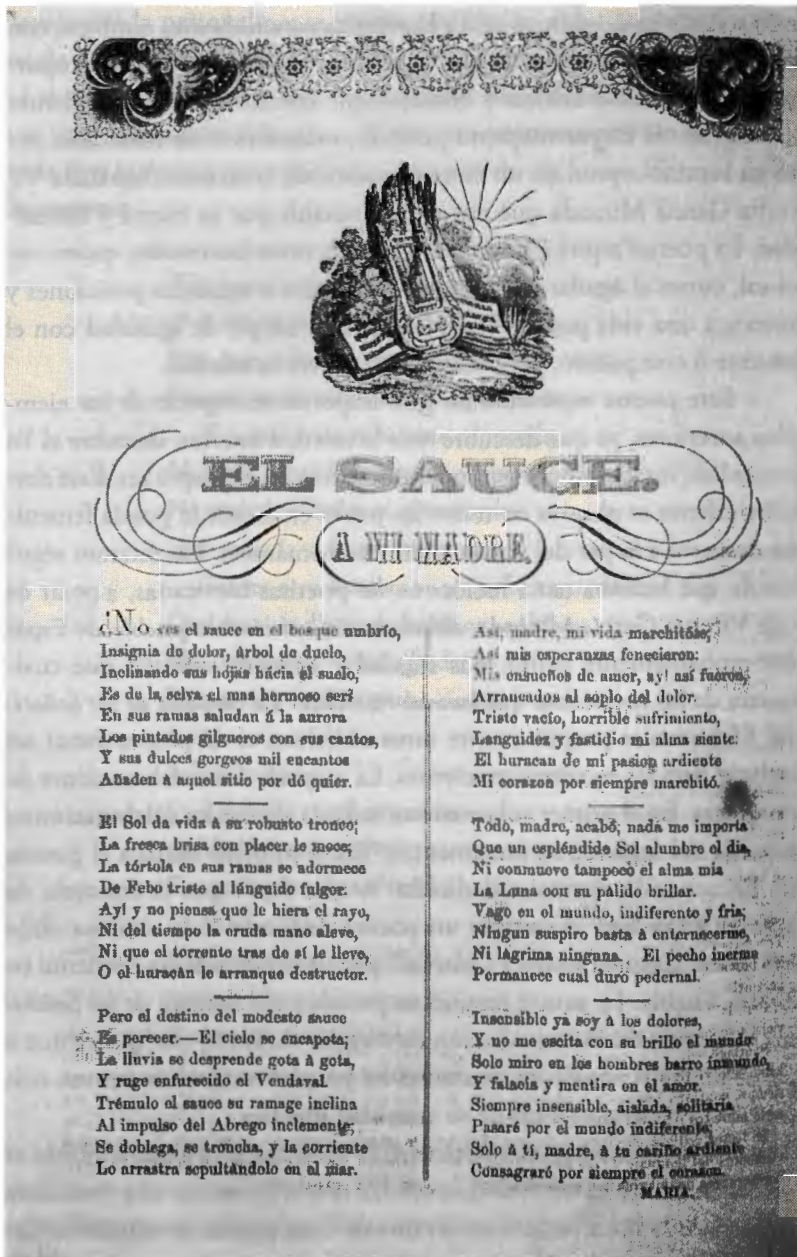 EL SAUCE.
A MI MADRE
¿No ves el sauce en el bosque umbrío,
Insignia de dolor, árbol de duelo,
Inclinando sus hojas hácia el suelo,
Es de la selva el mas hermoso ser?
En sus ramas saludan á la aurora
Los pintados gilgueros con sus cantos,
Y sus dulces gorgeos mil encantos
Añaden á aquel sitio por dó quier.
El Sol da vida á su robusto tronco;
La fresca brisa con placer le mece;
La tórtola en sus ramas se adormece
De Febo triste al lánguido fulgor.
Ay! y no piensa que le hiera el rayo,
Ni del tiempo la cruda mano aleve,
Ni que el torrente tras de sí le lleve,
O el huracán le arranque destructor.
Pero el destino del modesto sauce
Es perecer.—El cielo se encapota;
La lluvia se desprende gota á gota,
Y ruge enfurecido el Vendaval.
Trémulo el sauce su ramage inclina
Al impulso del Abrego inclemente;
Se doblega, se troncha, y la corriente
Lo arrastra sepultándolo en el mar.
Así, madre, mi vida marchitóse;
Así mis esperanzas fenecieron:
Mis ensueños de amor, ay! así fueron,
Arrancados al soplo del dolor.
Triste vacío, horrible sufrimiento,
Languidez y fastidio mi alma siente:
El huracan de mi pasion ardiente
Mi corazon por siempre marchitó.
Todo, madre, acabó; nada me importa
Que un espléndido Sol alumbre el dia,
Ni conmueve tampoco el alma mia
La Luna con su pálido brillar.
Vago en el mundo, indiferente y fria;
Ningun suspiro basta á enternecerme,
Ni lágrima ninguna. El pecho inerme
Permanece cual duro pedernal.
Insensible ya soy á los dolores,
Y no me escita con su brillo el mundo
Solo miro en los hombres barro inmundo,
Y falacía y mentira en el amor.
Siempre insensible, aislada, solitaria
Pasaré por el mundo indiferente;
Solo á tí, madre, á tu cariño ardiente
Consagraré por siempre el corazon.
MARIA.